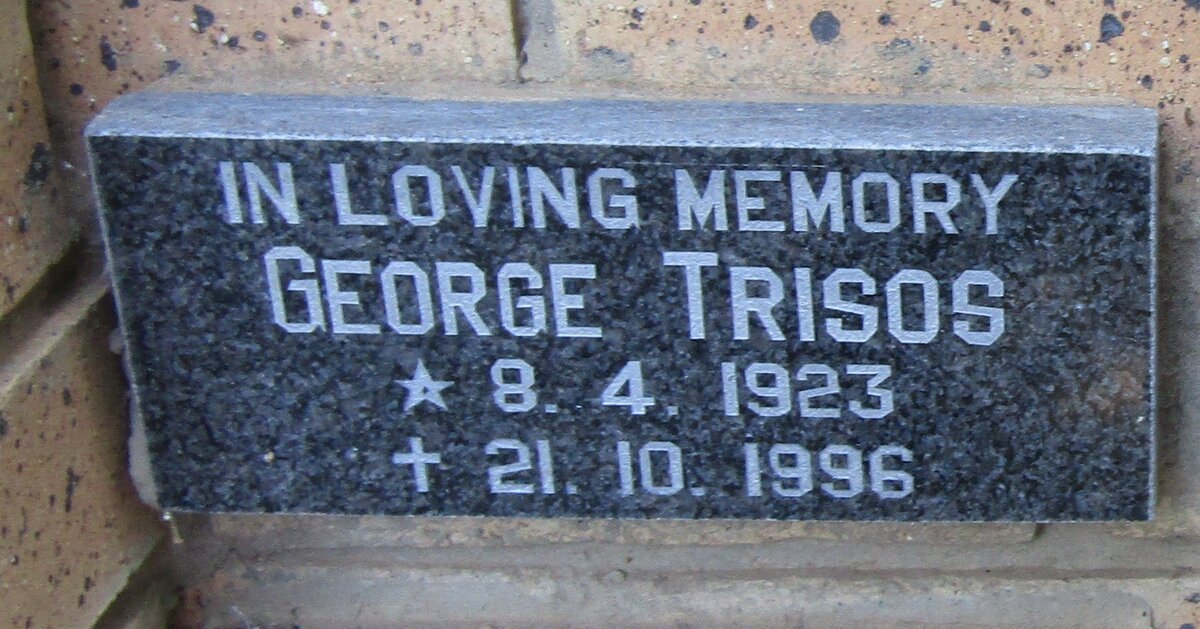 IN LOVING MEMORY
GEORGE TRISOS
★ 8. 4. 1923
✝ 21. 10. 1996